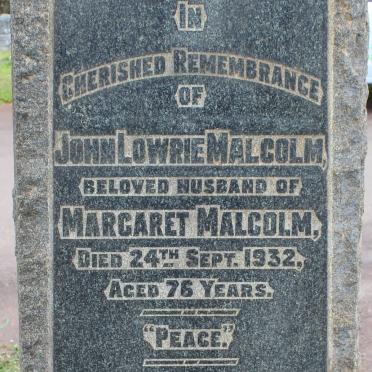 IN
CHERISHED REMEMBRANCE
OF
JOHN LOWRIE MALCOLM,
BELOVED HUSBAND OF
MARGARET MALCOLM,
DIED 24TH SEPT. 1932,
AGED 76 YEARS.
"PEACE."